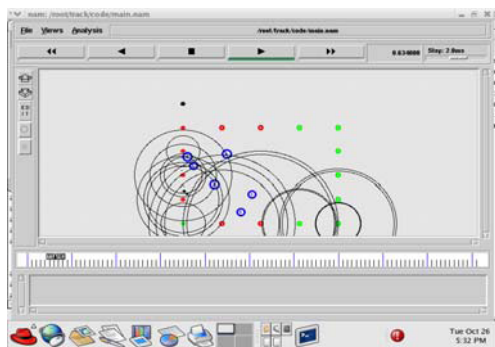 nam: /root/track/code/main.nam
File Views Analysis /root/track/code/main.nam
0.634000 Step: 2.0ms
Tue Oct 26
5:32 PM